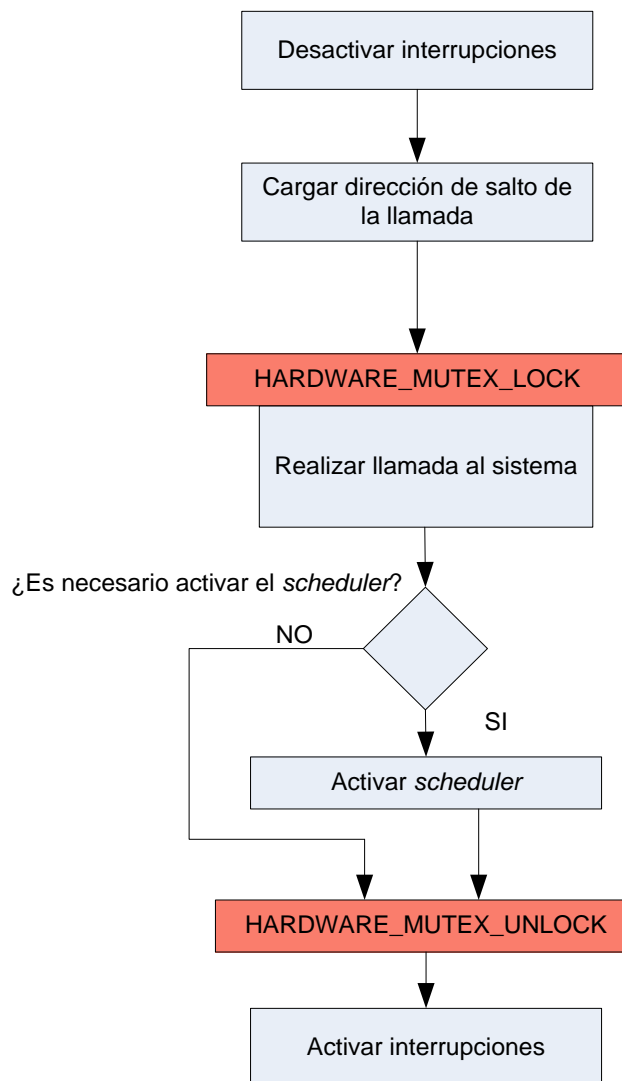 Desactivar interrupciones
Cargar dirección de salto de
la llamada
HARDWARE_MUTEX_LOCK
Realizar llamada al sistema
¿Es necesario activar el scheduler?
NO
SI
Activar scheduler
HARDWARE_MUTEX_UNLOCK
Activar interrupciones